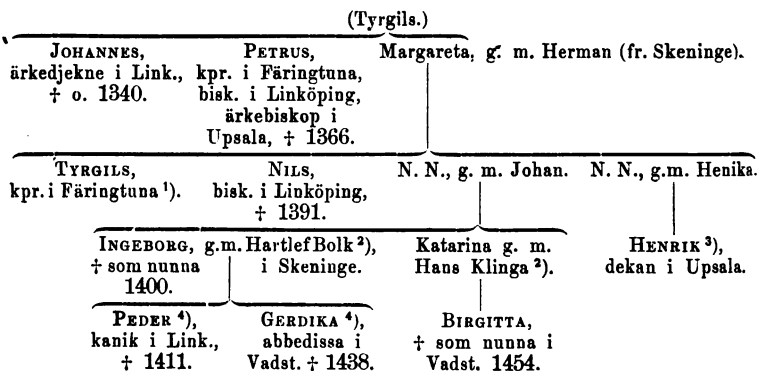 (Tyrgils.)
JOHANNES, PETRUS, Margareta, g. m. Herman (fr. Skeninge).
ärkedjekne i Link., kpr. i Färingtuna,
† o. 1340. bisk. i Linköping,
ärkebiskop i
Upsala, † 1366.
TYRGILS, NILS, N. N., g. m. Johan. N. N., g.m. Henika.
kpr. i Färingtuna ¹). bisk. i Linköping,
† 1391.
INGEBORG, g.m. Hartlef Bolk ²), Katarina g. m. HENRIK ³),
† som nunna i Skeninge. Hans Klinga ²). dekan i Upsala.
1400.
PEDER ⁴), GERDIKA ⁴), BIRGITTA,
kanik i Link., abbedissa i † som nunna i
† 1411. Vadst. † 1438. Vadst. 1454.